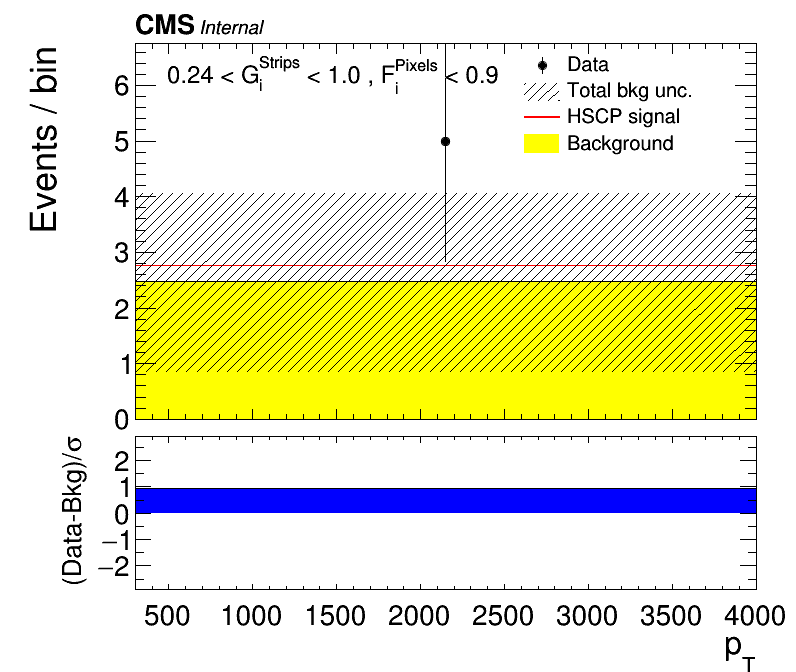 CMS Internal
Events / bin
0.24 < G_i^Strips < 1.0 , F_i^Pixels < 0.9
Data
Total bkg unc.
HSCP signal
Background
6
5
4
3
2
1
0
(Data-Bkg)/σ
2
1
0
−1
−2
500 1000 1500 2000 2500 3000 3500 4000
p_T